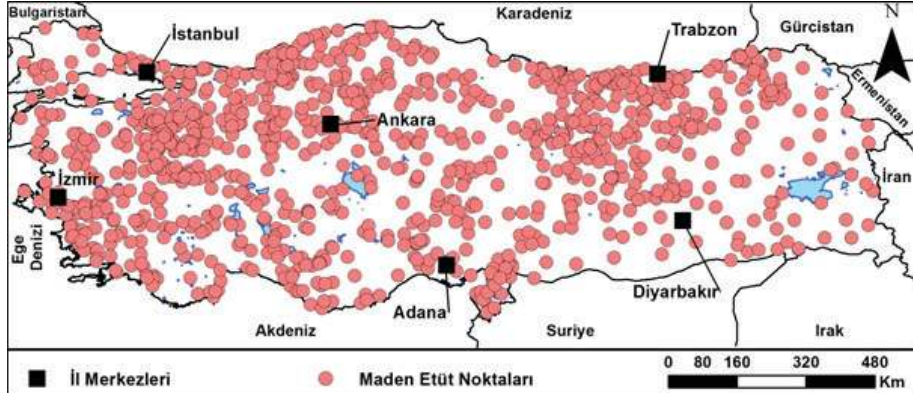 Bulgaristan
Karadeniz
Gürcistan
N
İstanbul
Trabzon
Ermenistan
Ankara
İzmir
İran
Ege
Denizi
Diyarbakır
Adana
Akdeniz
Suriye
Irak
İl Merkezleri
Maden Etüt Noktaları
0 80 160 320 480
Km